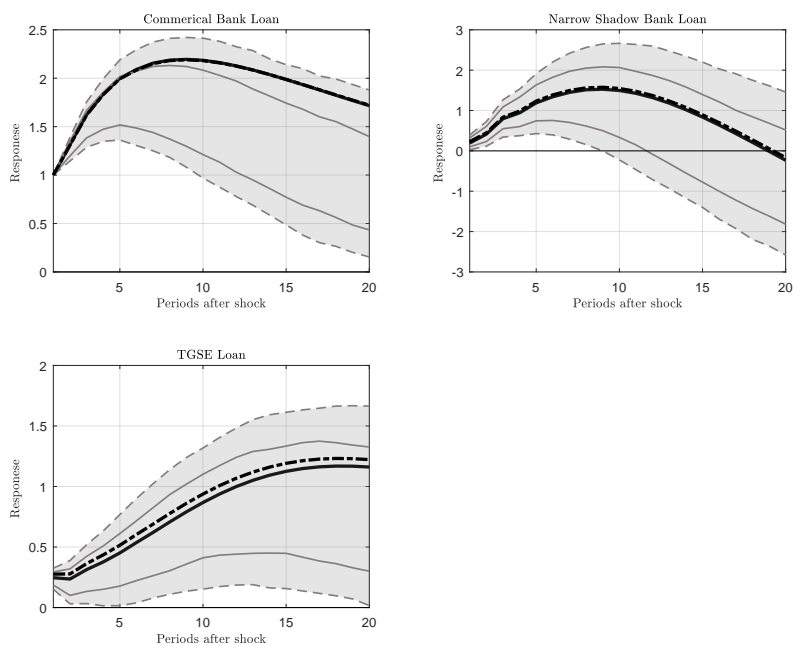 Commerical Bank Loan
2.5
2
1.5
1
0.5
0
Responese
5 10 15 20
Periods after shock
Narrow Shadow Bank Loan
3
2
1
0
-1
-2
-3
Responese
5 10 15 20
Periods after shock
TGSE Loan
2
1.5
1
0.5
0
Responese
5 10 15 20
Periods after shock